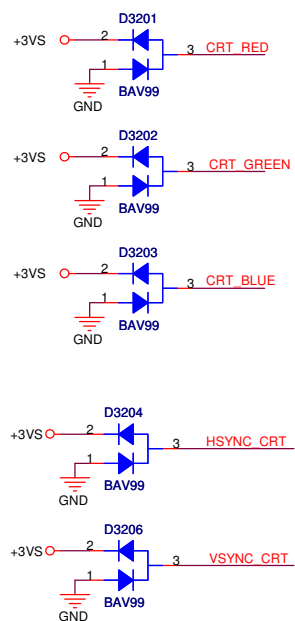 D3201
+3VS 2
3 CRT_RED
1
BAV99
GND
D3202
+3VS 2
3 CRT_GREEN
1
BAV99
GND
D3203
+3VS 2
3 CRT_BLUE
1
BAV99
GND
D3204
+3VS 2
3 HSYNC_CRT
1
BAV99
GND
D3206
+3VS 2
3 VSYNC_CRT
1
BAV99
GND